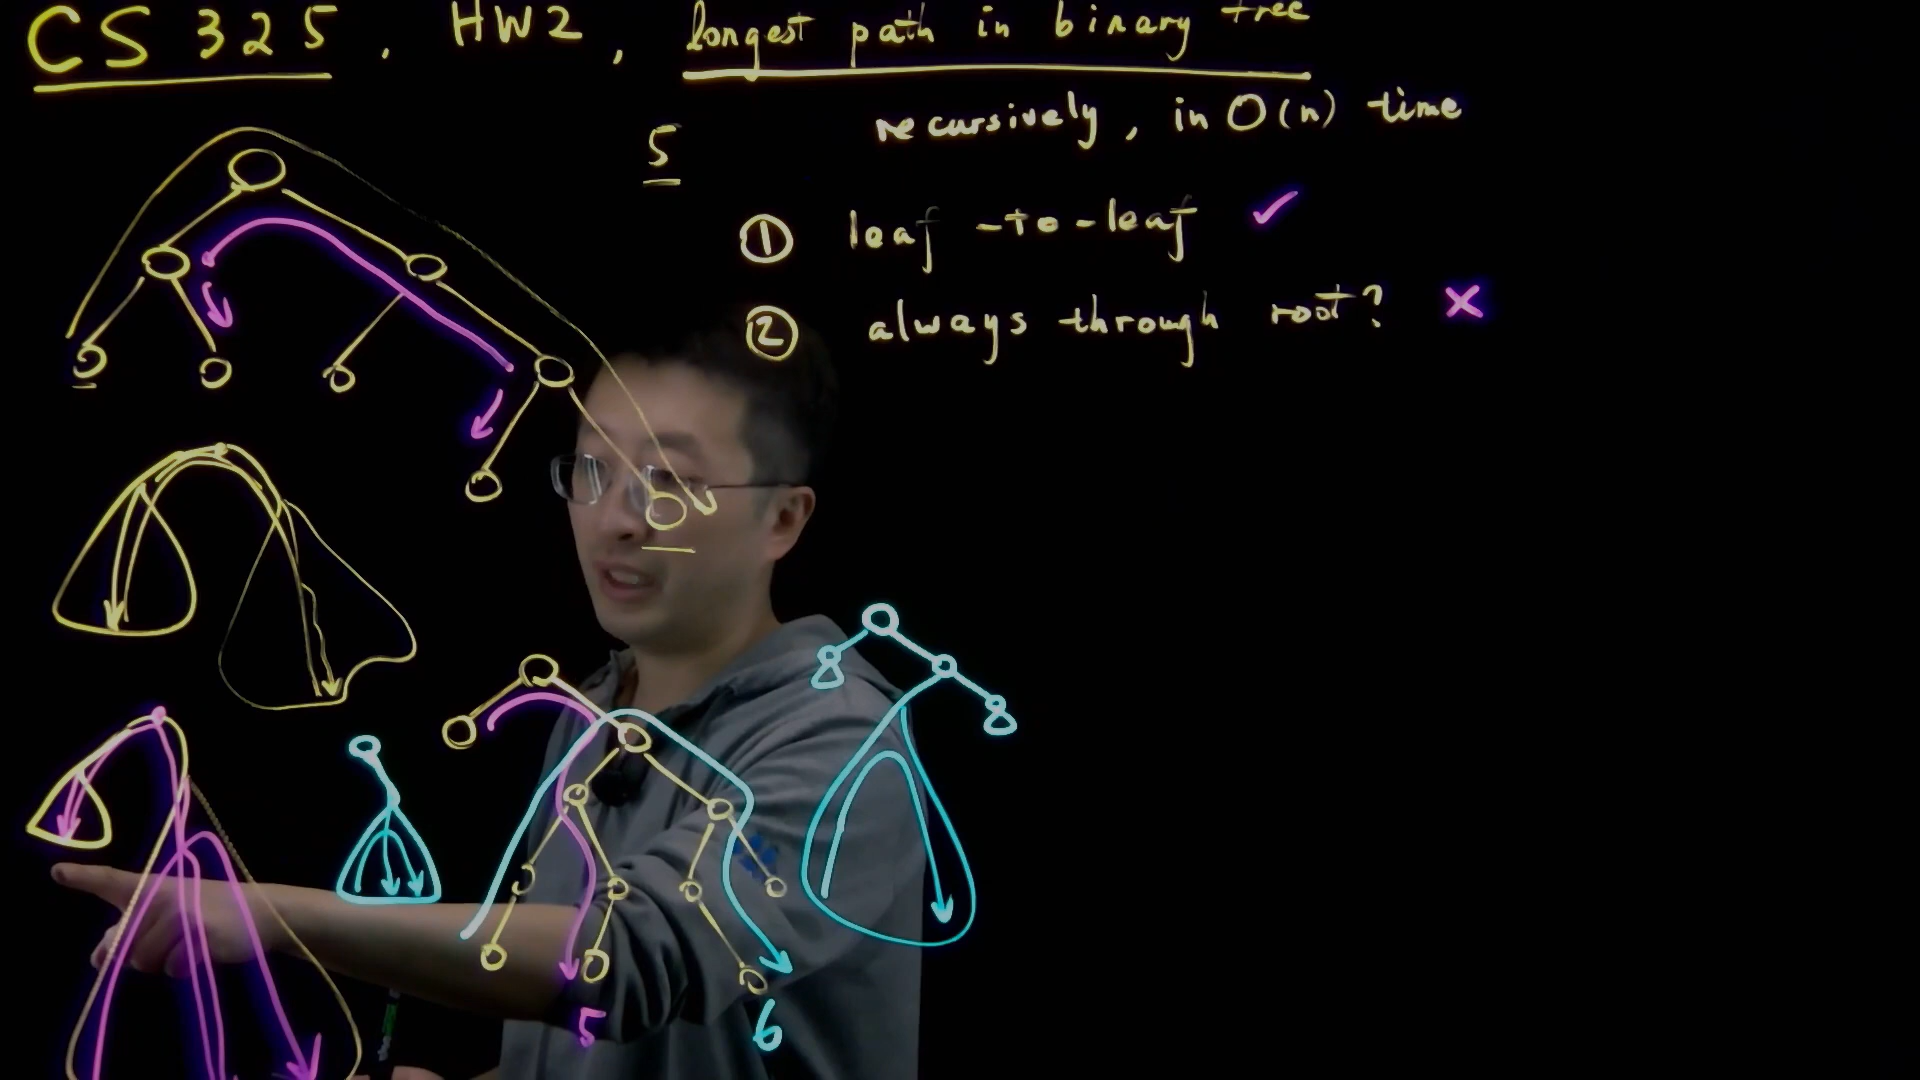 CS 325, HW2, longest path in binary tree
recursively, in O(n) time
5
① leaf-to-leaf ✓
② always through root? ✗
5
6